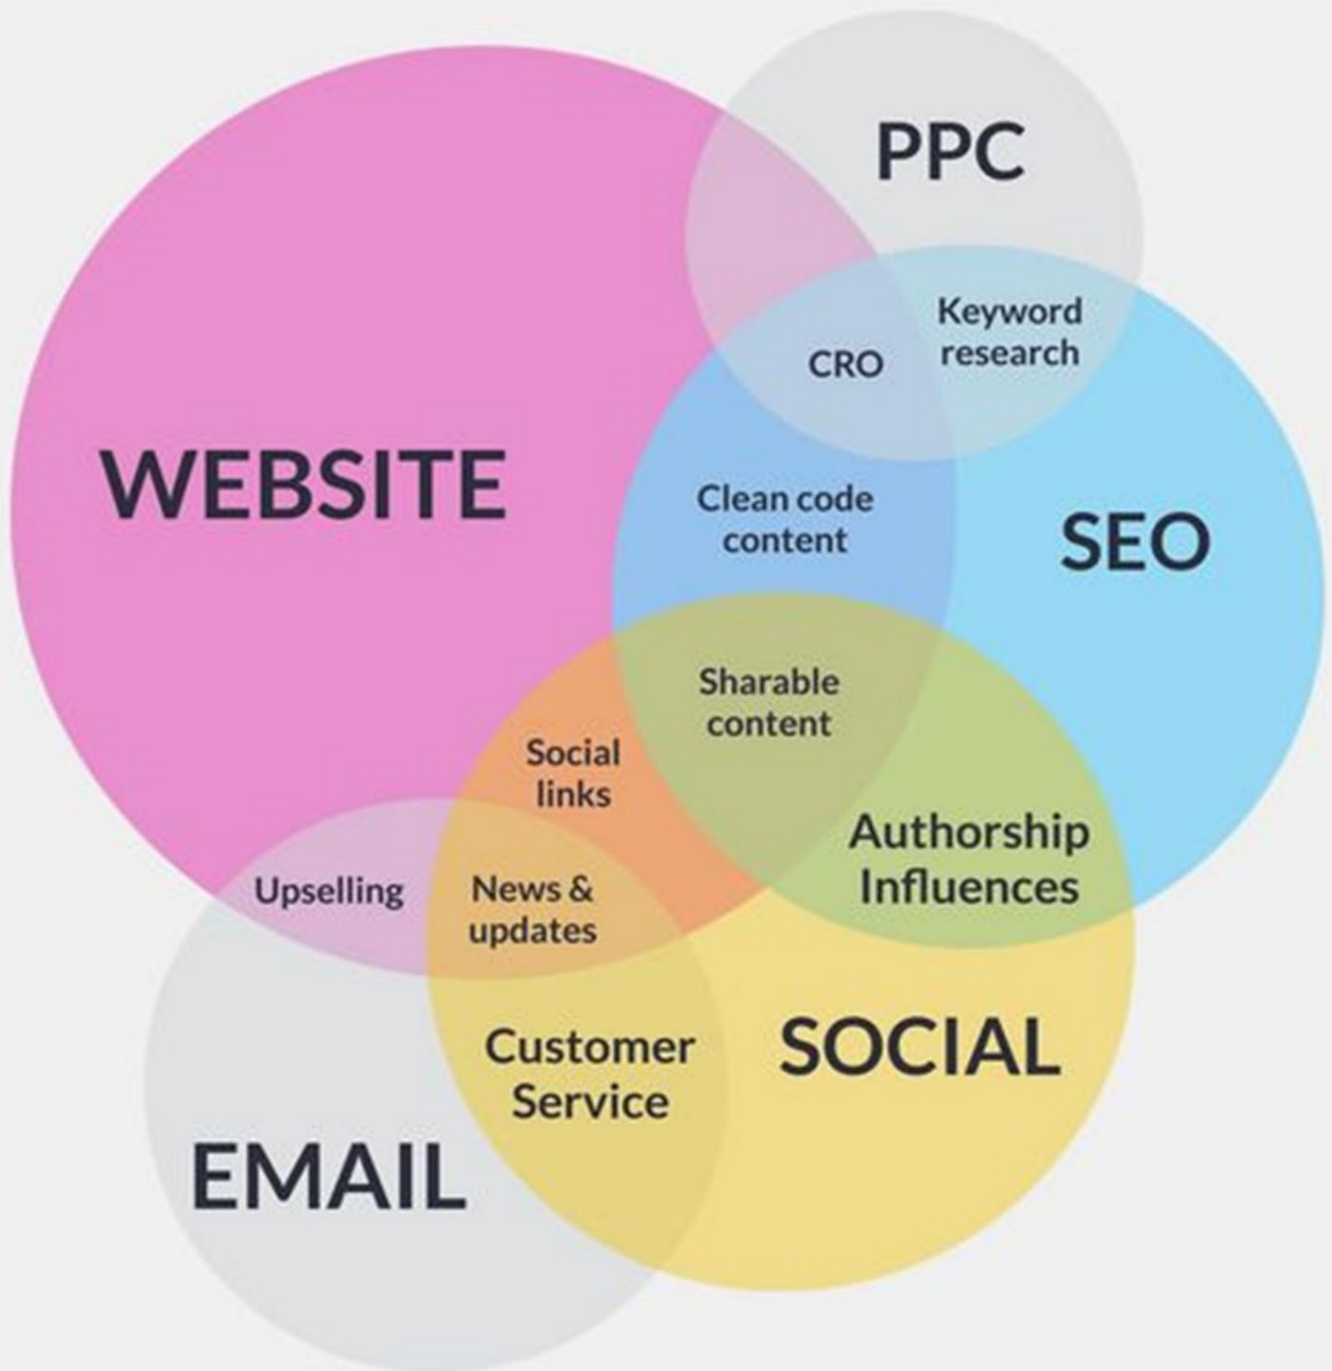 PPC
Keyword
research
CRO
WEBSITE
Clean code
content
SEO
Sharable
content
Social
links
Authorship
Influences
Upselling
News &
updates
Customer
Service
SOCIAL
EMAIL